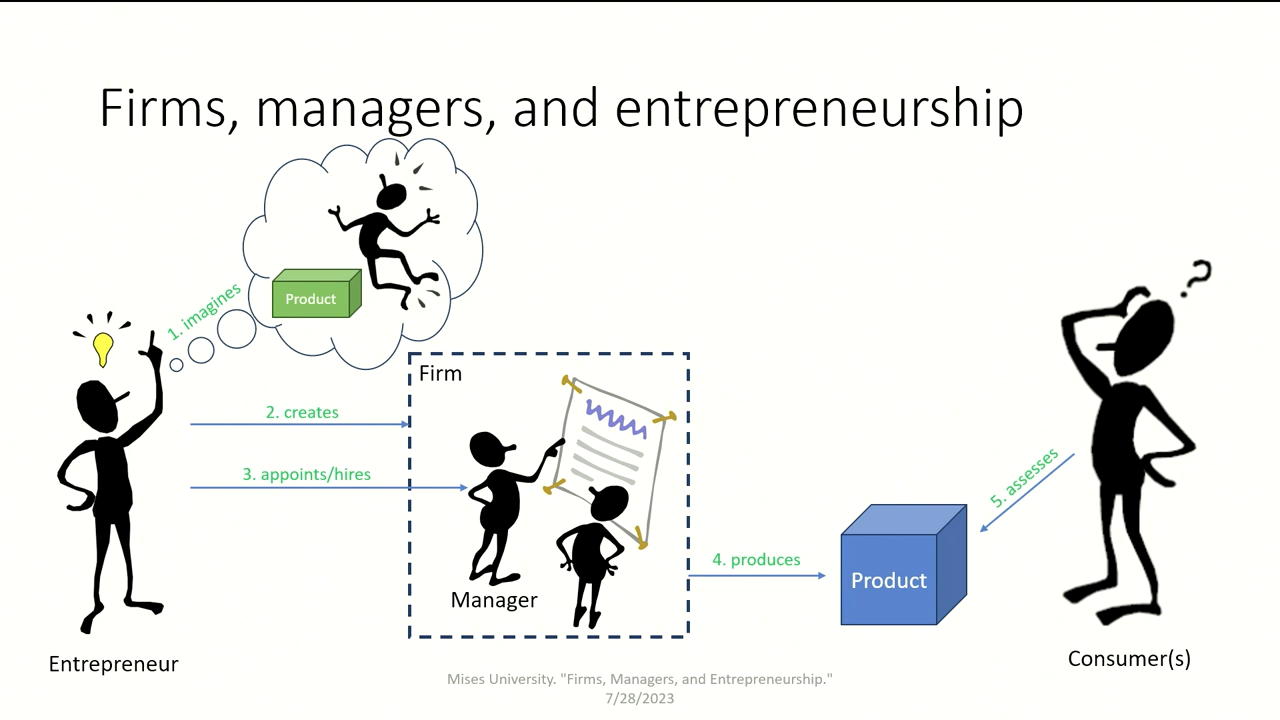 Firms, managers, and entrepreneurship
1. imagines
Product
Firm
2. creates
3. appoints/hires
Manager
4. produces
Product
5. assesses
?
Entrepreneur
Consumer(s)
Mises University. "Firms, Managers, and Entrepreneurship."
7/28/2023